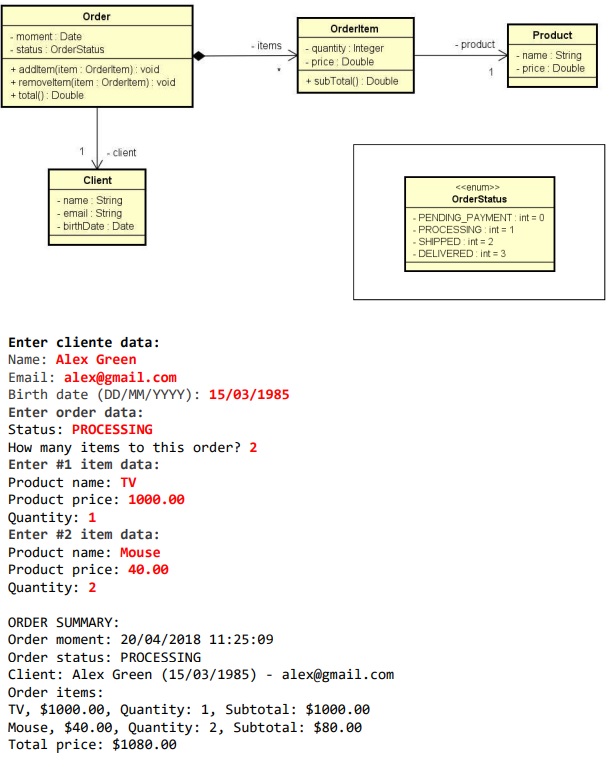 Order
- moment : Date
- status : OrderStatus
+ addItem(item : OrderItem) : void
+ removeItem(item : OrderItem) : void
+ total() : Double
- items
*
OrderItem
- quantity : Integer
- price : Double
+ subTotal() : Double
- product
1
Product
- name : String
- price : Double
1
- client
Client
- name : String
- email : String
- birthDate : Date
<<enum>>
OrderStatus
- PENDING_PAYMENT : int = 0
- PROCESSING : int = 1
- SHIPPED : int = 2
- DELIVERED : int = 3
Enter cliente data:
Name: Alex Green
Email: alex@gmail.com
Birth date (DD/MM/YYYY): 15/03/1985
Enter order data:
Status: PROCESSING
How many items to this order? 2
Enter #1 item data:
Product name: TV
Product price: 1000.00
Quantity: 1
Enter #2 item data:
Product name: Mouse
Product price: 40.00
Quantity: 2
ORDER SUMMARY:
Order moment: 20/04/2018 11:25:09
Order status: PROCESSING
Client: Alex Green (15/03/1985) - alex@gmail.com
Order items:
TV, $1000.00, Quantity: 1, Subtotal: $1000.00
Mouse, $40.00, Quantity: 2, Subtotal: $80.00
Total price: $1080.00